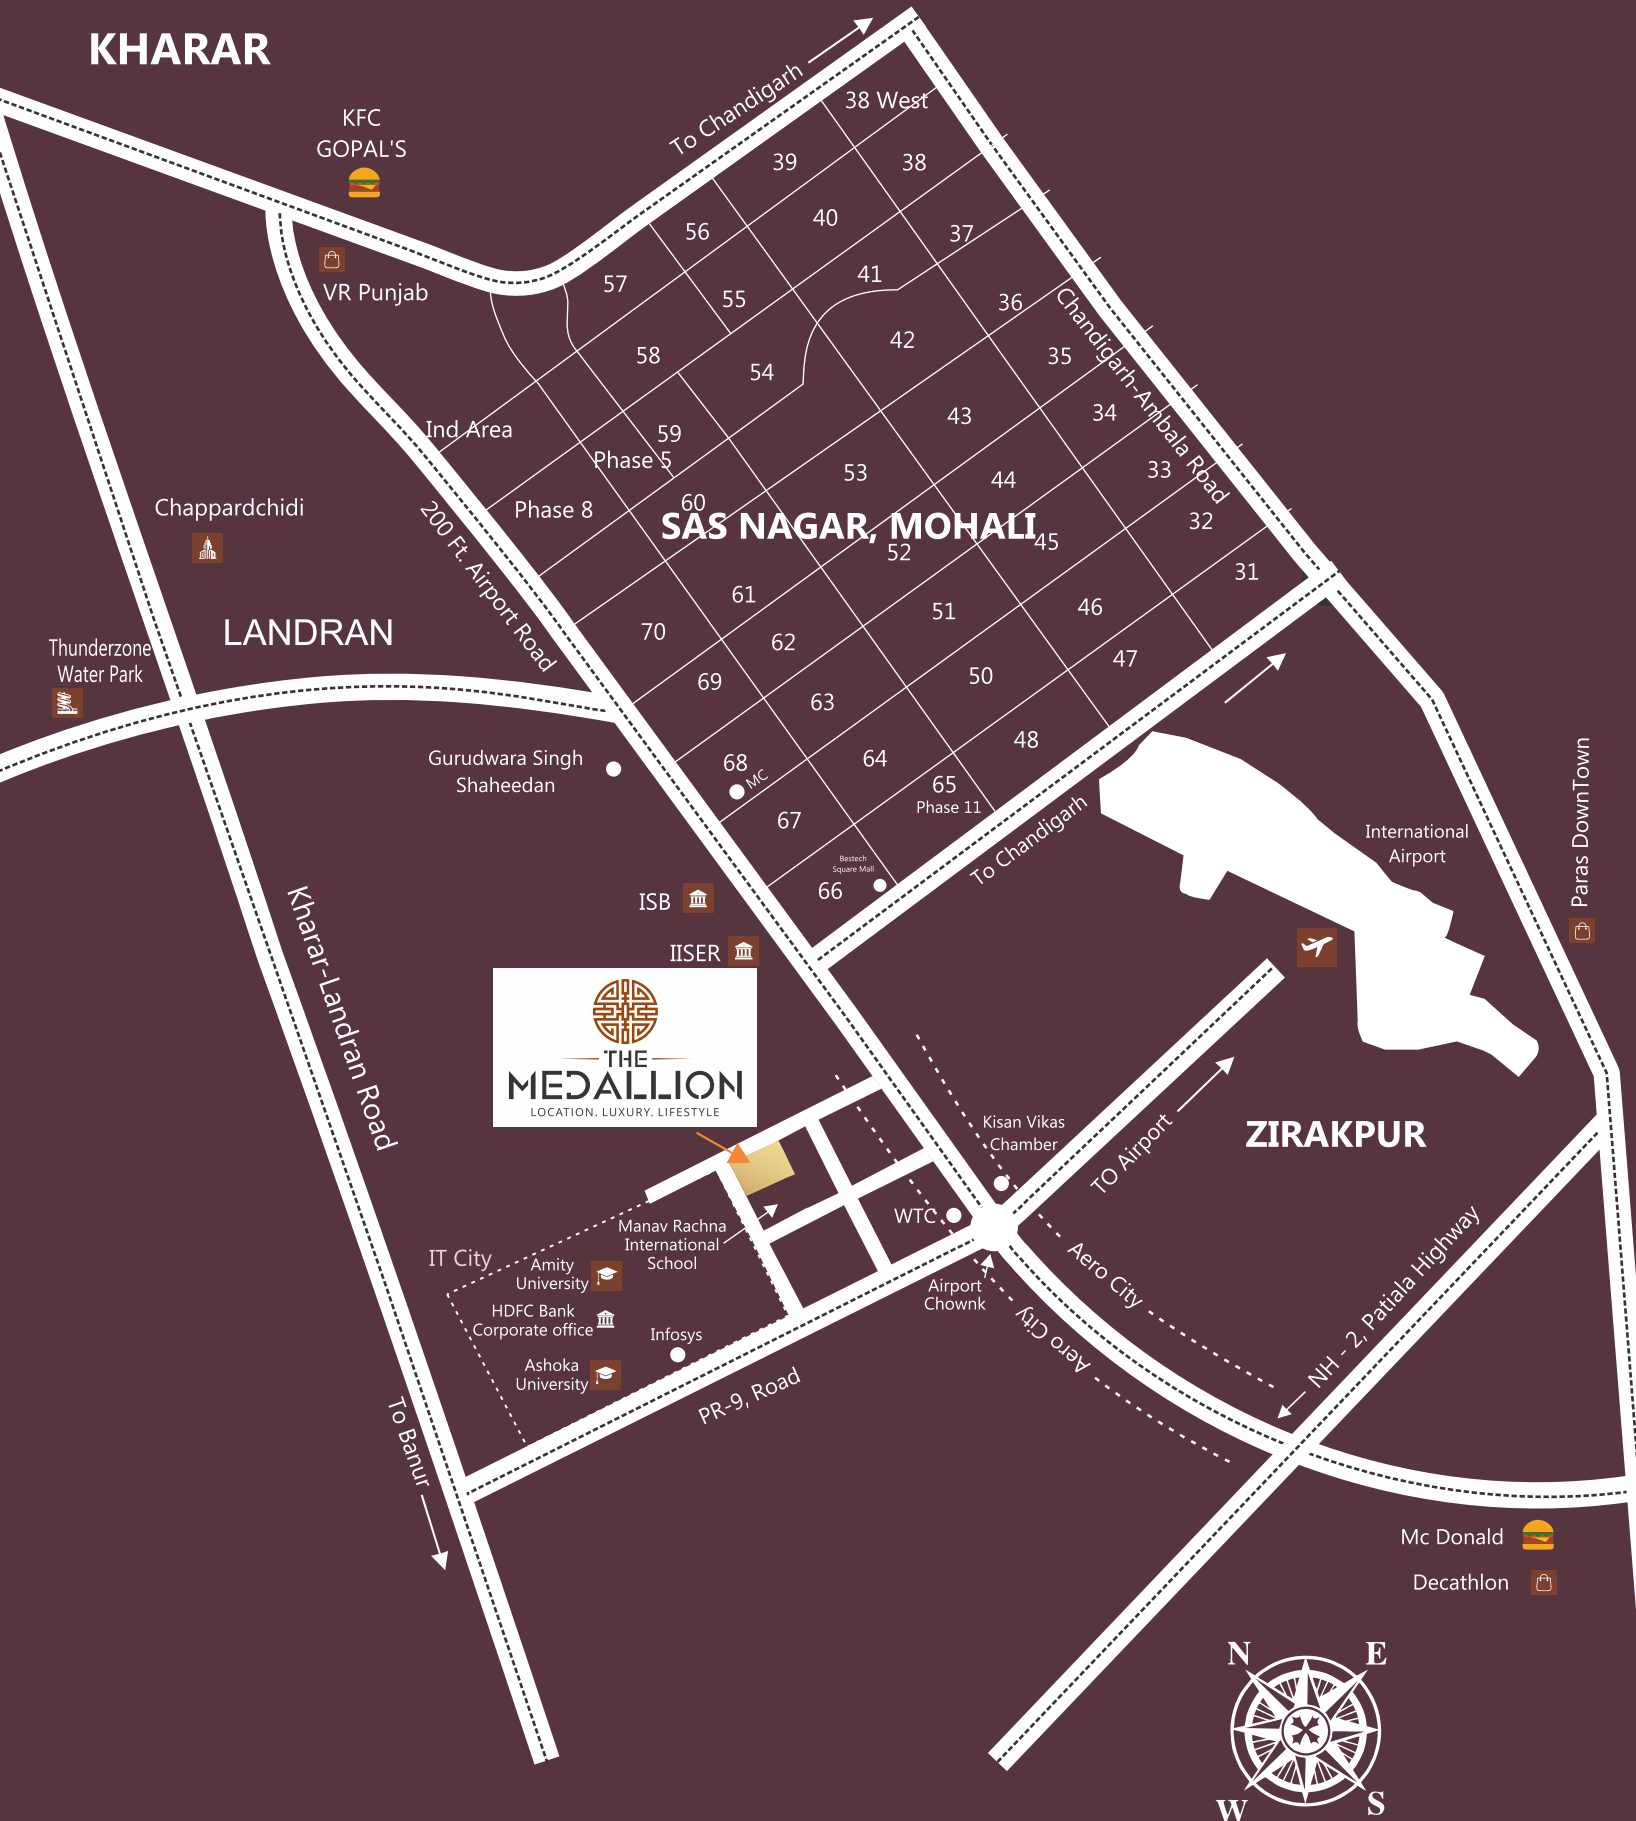 KHARAR
To Chandigarh
38 West
KFC
GOPAL'S
39
38
VR Punjab
56
40
37
57
55
41
36
Chandigarh-Ambala Road
58
54
42
35
Ind Area
59
43
34
Phase 5
53
44
33
Phase 8
60
SAS NAGAR, MOHALI
52
45
32
31
Chappardchidi
200 Ft. Airport Road
61
51
46
LANDRAN
70
62
47
Thunderzone
Water Park
69
63
50
Gurudwara Singh
Shaheedan
68
MC
64
48
67
65
Phase 11
To Chandigarh
International
Airport
Paras DownTown
Bestech
Square Mall
66
ISB
IISER
Kharar-Landran Road
THE
MEDALLION
LOCATION. LUXURY. LIFESTYLE
Kisan Vikas
Chamber
TO Airport
ZIRAKPUR
WTC
Manav Rachna
International
School
IT City
Amity
University
HDFC Bank
Corporate office
Infosys
Ashoka
University
Airport
Chownk
Aero City
Aero City
NH - 2, Patiala Highway
PR-9, Road
To Banur
Mc Donald
Decathlon
N
E
W
S